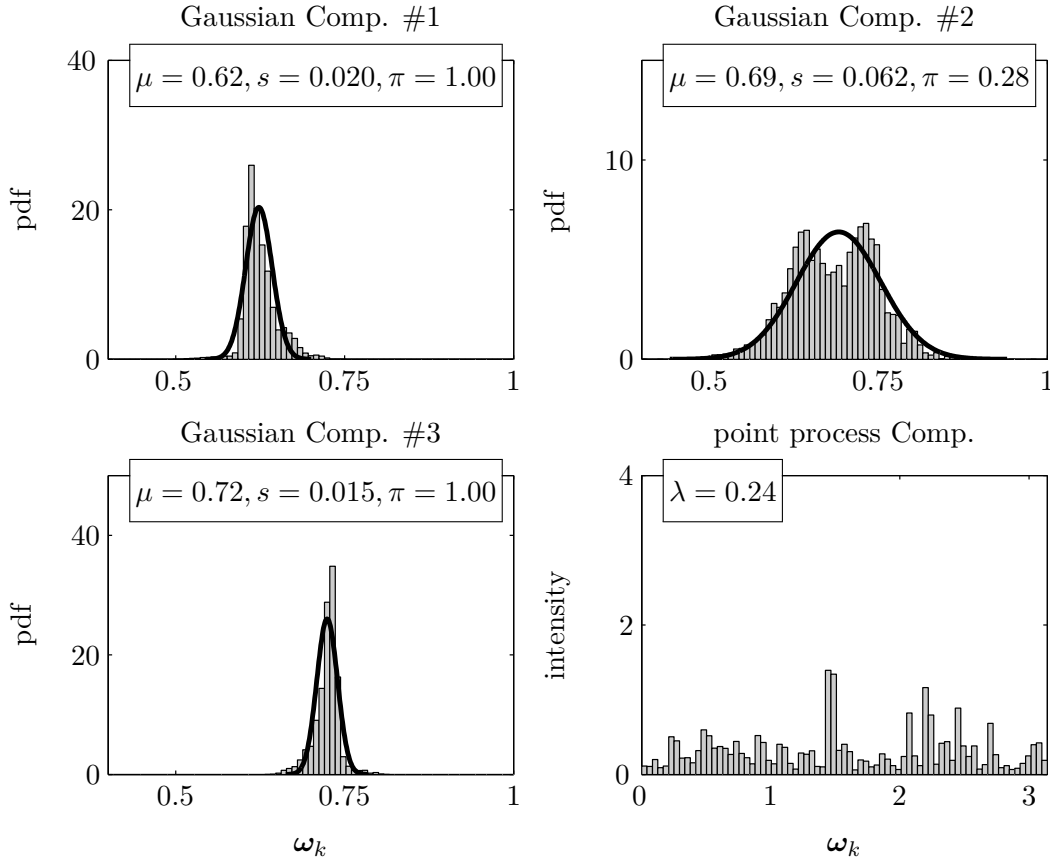 Gaussian Comp. #1
μ = 0.62, s = 0.020, π = 1.00
40
20
0
pdf
0.5 0.75 1
Gaussian Comp. #2
μ = 0.69, s = 0.062, π = 0.28
10
0
pdf
0.5 0.75 1
Gaussian Comp. #3
μ = 0.72, s = 0.015, π = 1.00
40
20
0
pdf
0.5 0.75 1
ω_k
point process Comp.
λ = 0.24
4
2
0
intensity
0 1 2 3
ω_k